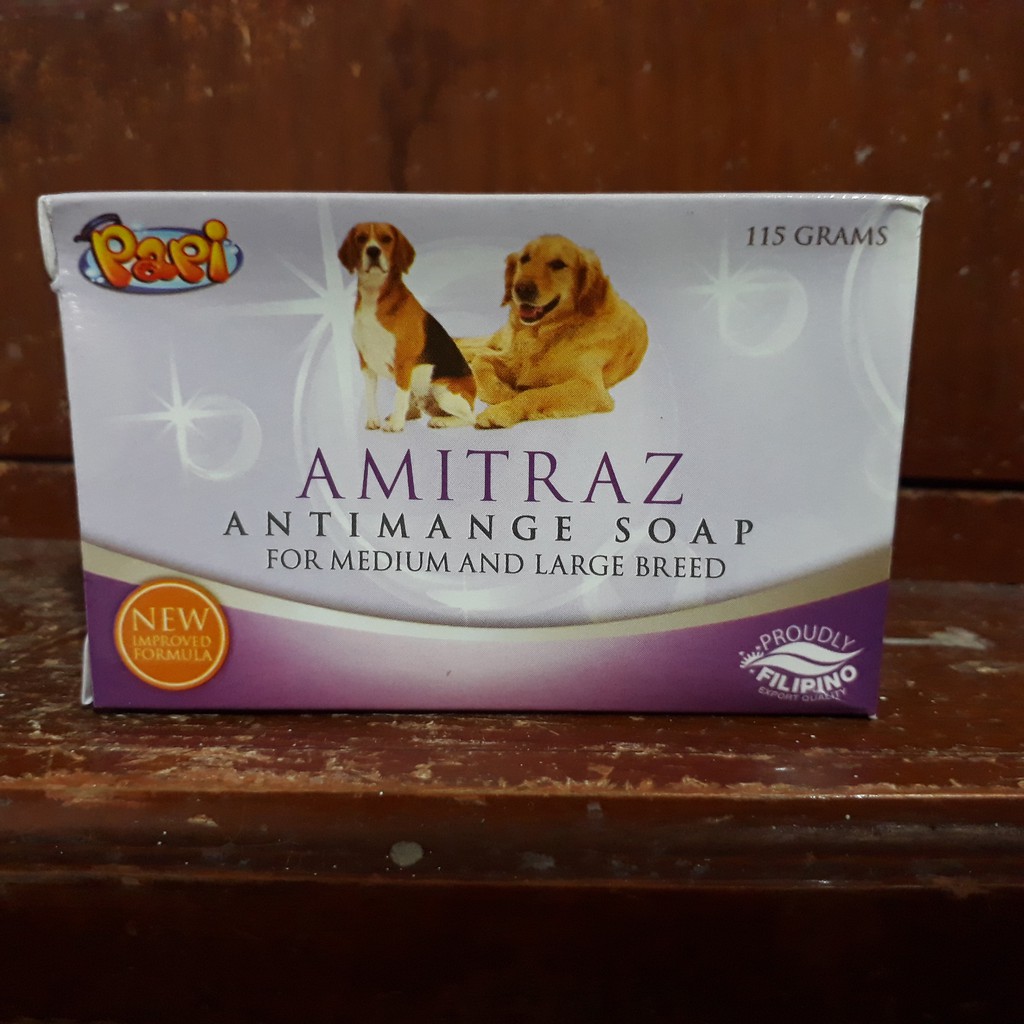 Papi
115 GRAMS
AMITRAZ
ANTIMANGE SOAP
FOR MEDIUM AND LARGE BREED
NEW
IMPROVED
FORMULA
PROUDLY
FILIPINO
EXPORT QUALITY